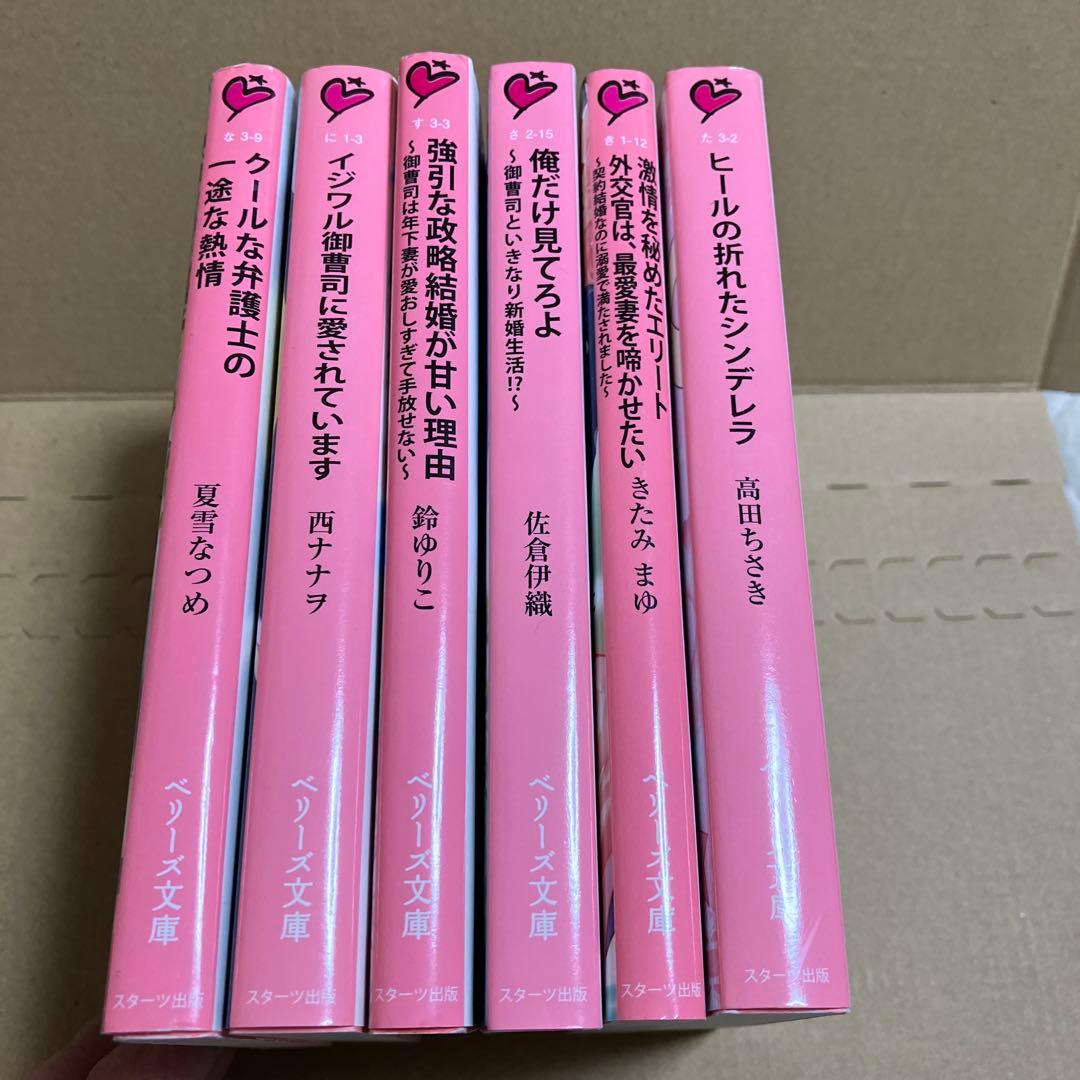 な 3-9
クールな弁護士の
一途な熱情
夏雪なつめ
ベリーズ文庫
スターツ出版
に 1-3
イジワル御曹司に愛されています
西ナナヲ
ベリーズ文庫
スターツ出版
す 3-3
強引な政略結婚が甘い理由
～御曹司は年下妻が愛おしすぎて手放せない～
鈴ゆりこ
ベリーズ文庫
スターツ出版
さ 2-15
俺だけ見てろよ
～御曹司といきなり新婚生活!?～
佐倉伊織
ベリーズ文庫
スターツ出版
き 1-12
激情を秘めたエリート
外交官は、最愛妻を啼かせたい
～契約結婚なのに溺愛で満たされました～
きたみ まゆ
ベリーズ文庫
スターツ出版
た 3-2
ヒールの折れたシンデレラ
高田ちさき
文庫
スターツ出版